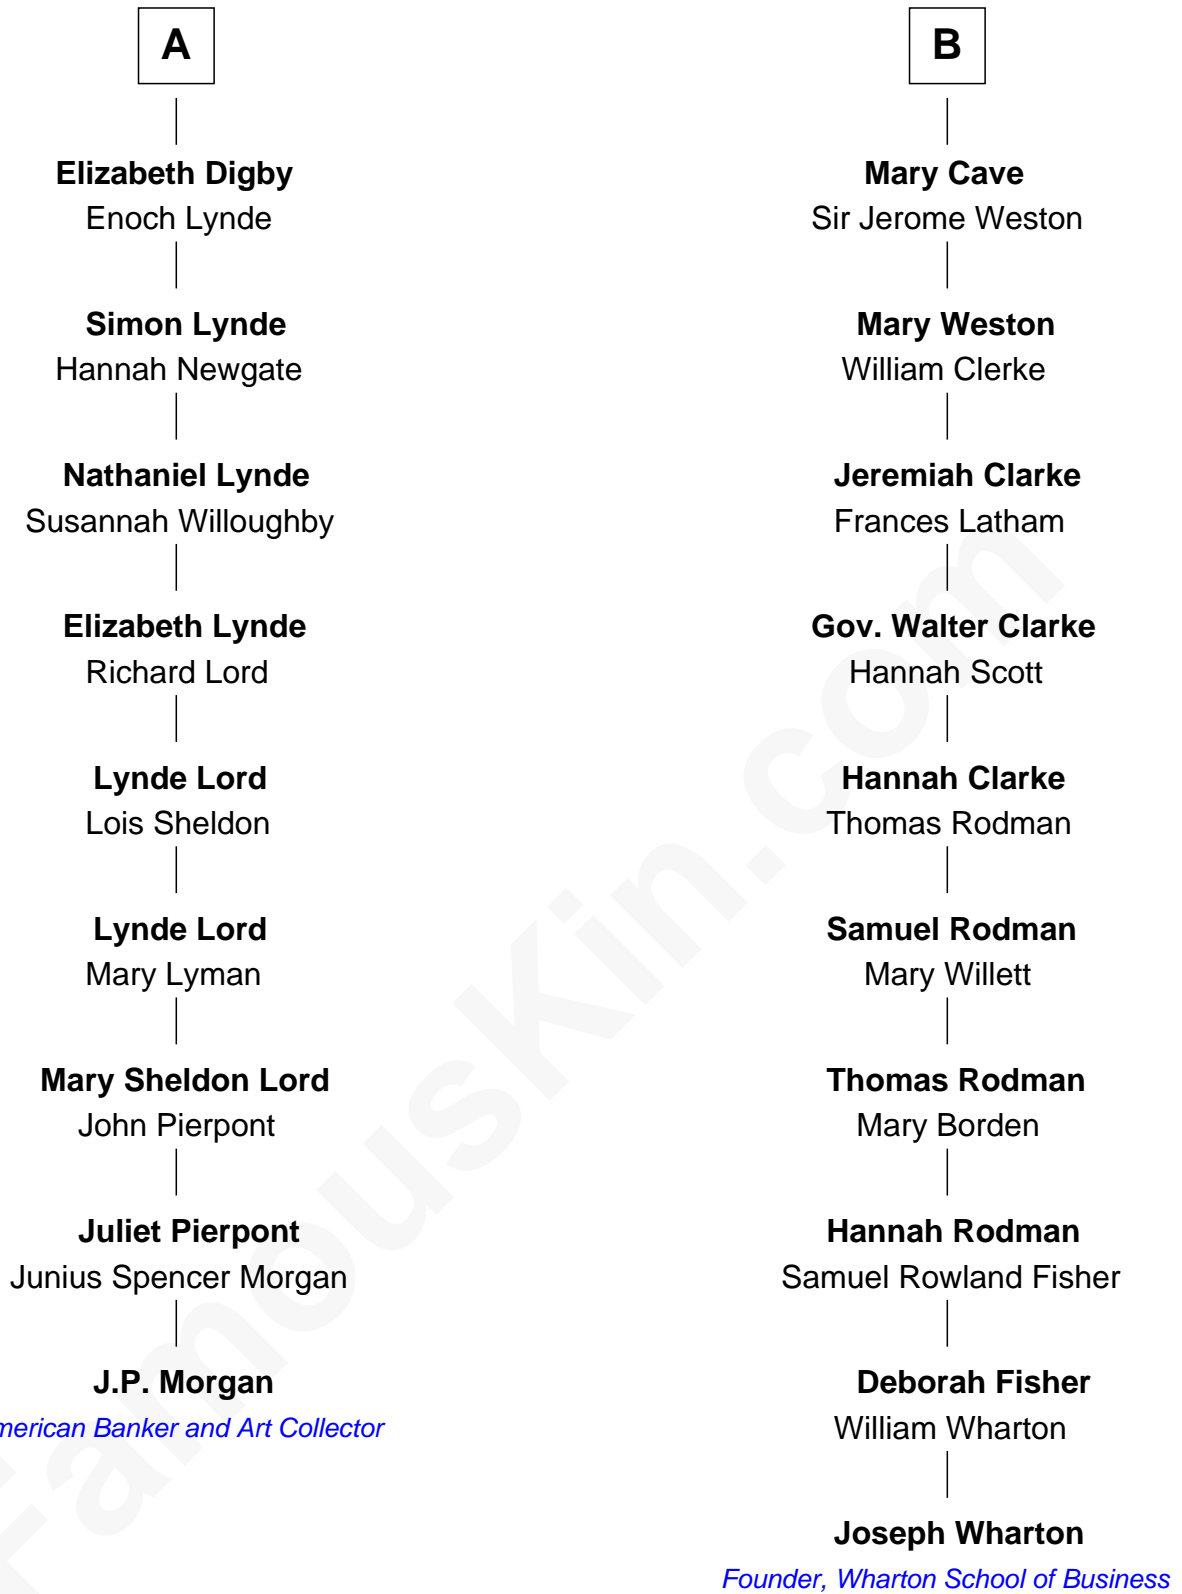 A
Elizabeth Digby
Enoch Lynde
Simon Lynde
Hannah Newgate
Nathaniel Lynde
Susannah Willoughby
Elizabeth Lynde
Richard Lord
Lynde Lord
Lois Sheldon
Lynde Lord
Mary Lyman
Mary Sheldon Lord
John Pierpont
Juliet Pierpont
Junius Spencer Morgan
J.P. Morgan
merican Banker and Art Collector
B
Mary Cave
Sir Jerome Weston
Mary Weston
William Clerke
Jeremiah Clarke
Frances Latham
Gov. Walter Clarke
Hannah Scott
Hannah Clarke
Thomas Rodman
Samuel Rodman
Mary Willett
Thomas Rodman
Mary Borden
Hannah Rodman
Samuel Rowland Fisher
Deborah Fisher
William Wharton
Joseph Wharton
Founder, Wharton School of Business
FamousKin.com